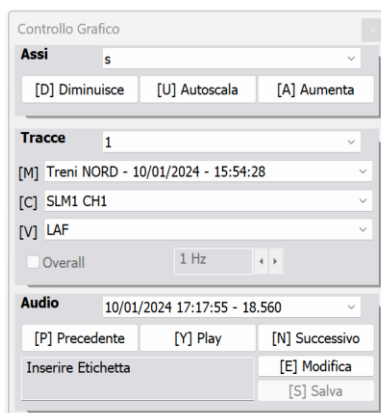 Controllo Grafico
Assi s
[D] Diminuisce [U] Autoscala [A] Aumenta
Tracce 1
[M] Treni NORD - 10/01/2024 - 15:54:28
[C] SLM1 CH1
[V] LAF
Overall 1 Hz
Audio 10/01/2024 17:17:55 - 18.560
[P] Precedente [Y] Play [N] Successivo
Inserire Etichetta [E] Modifica
[S] Salva